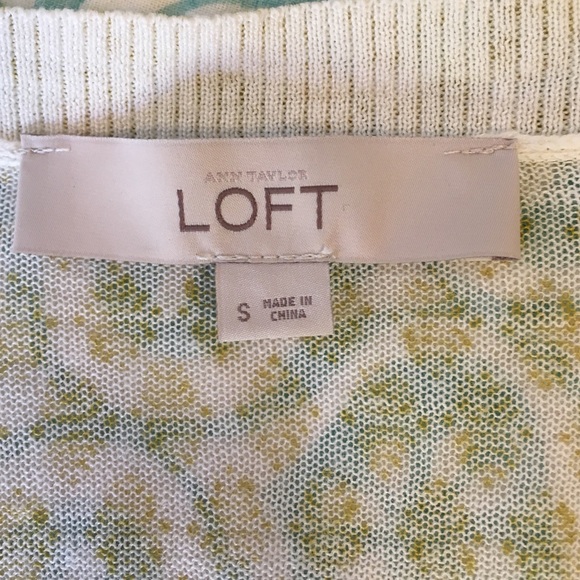 ANN TAYLOR
LOFT
S
MADE IN
CHINA